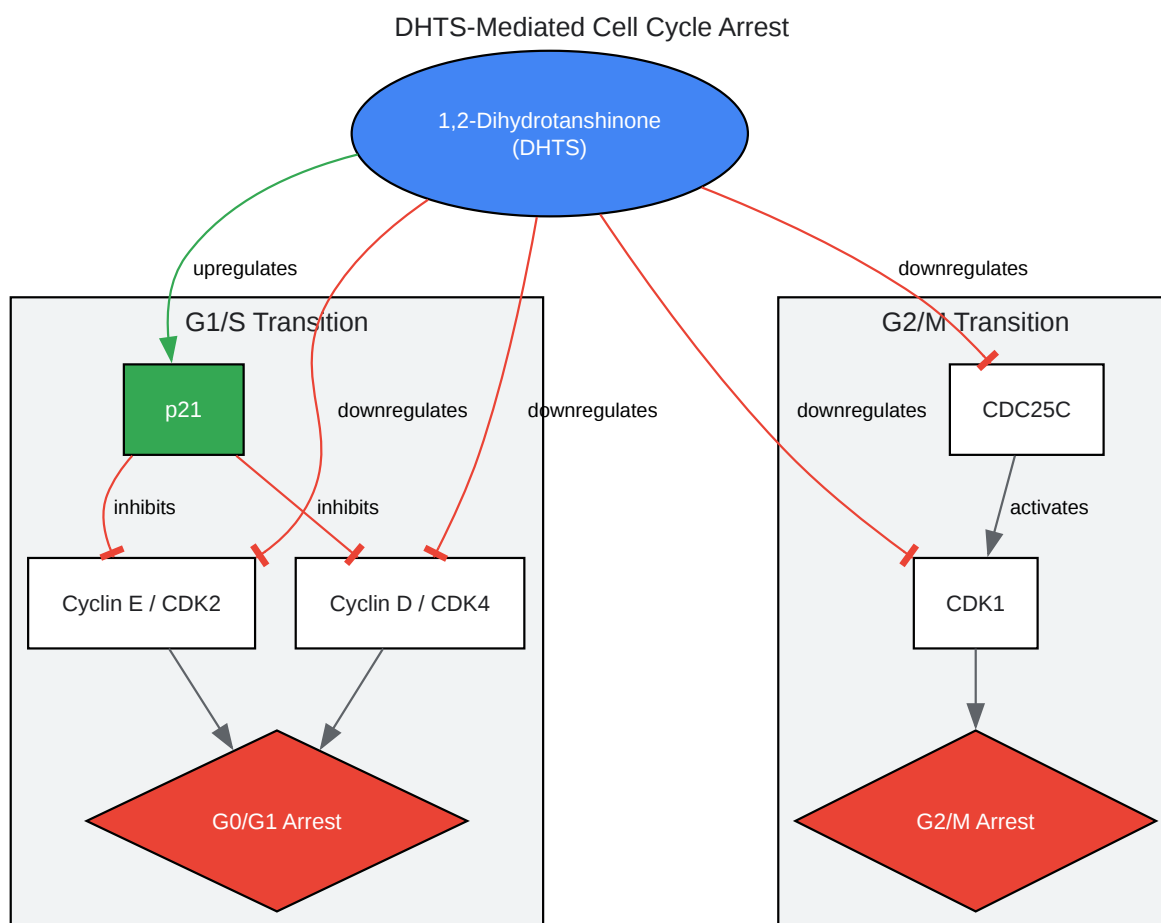 DHTS-Mediated Cell Cycle Arrest
1,2-Dihydrotanshinone
(DHTS)
upregulates
downregulates
G1/S Transition
G2/M Transition
p21
downregulates
downregulates
downregulates
CDC25C
inhibits
inhibits
activates
Cyclin E / CDK2
Cyclin D / CDK4
CDK1
G0/G1 Arrest
G2/M Arrest